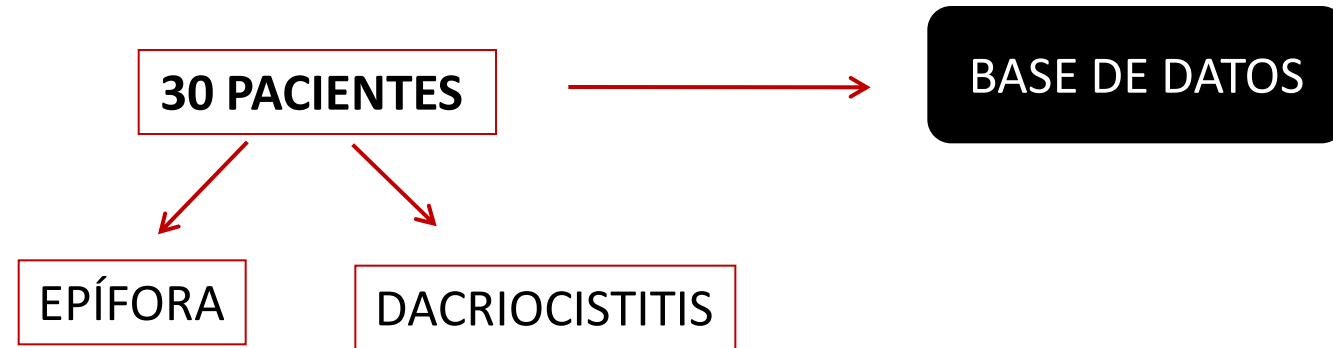 30 PACIENTES
BASE DE DATOS
EPÍFORA
DACRIOCISTITIS